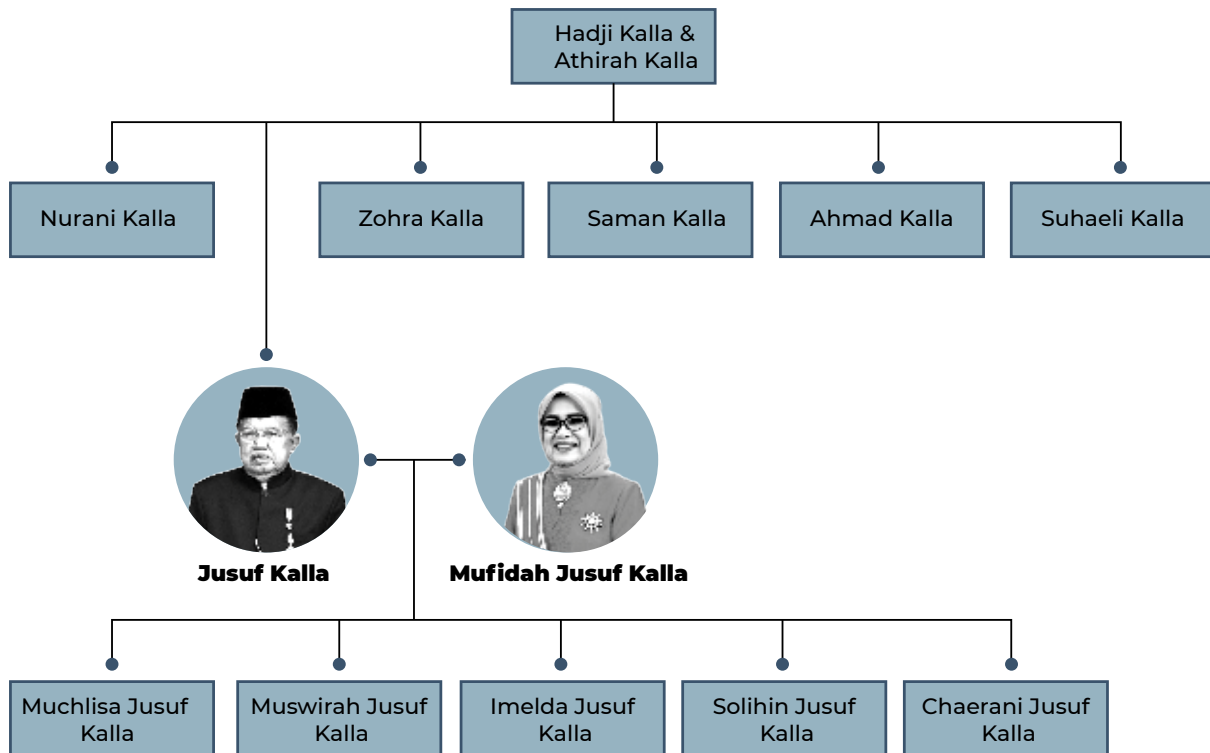 Hadji Kalla &
Athirah Kalla
Nurani Kalla
Zohra Kalla
Saman Kalla
Ahmad Kalla
Suhaeli Kalla
Jusuf Kalla
Mufidah Jusuf Kalla
Muchlisa Jusuf
Kalla
Muswirah Jusuf
Kalla
Imelda Jusuf
Kalla
Solihin Jusuf
Kalla
Chaerani Jusuf
Kalla